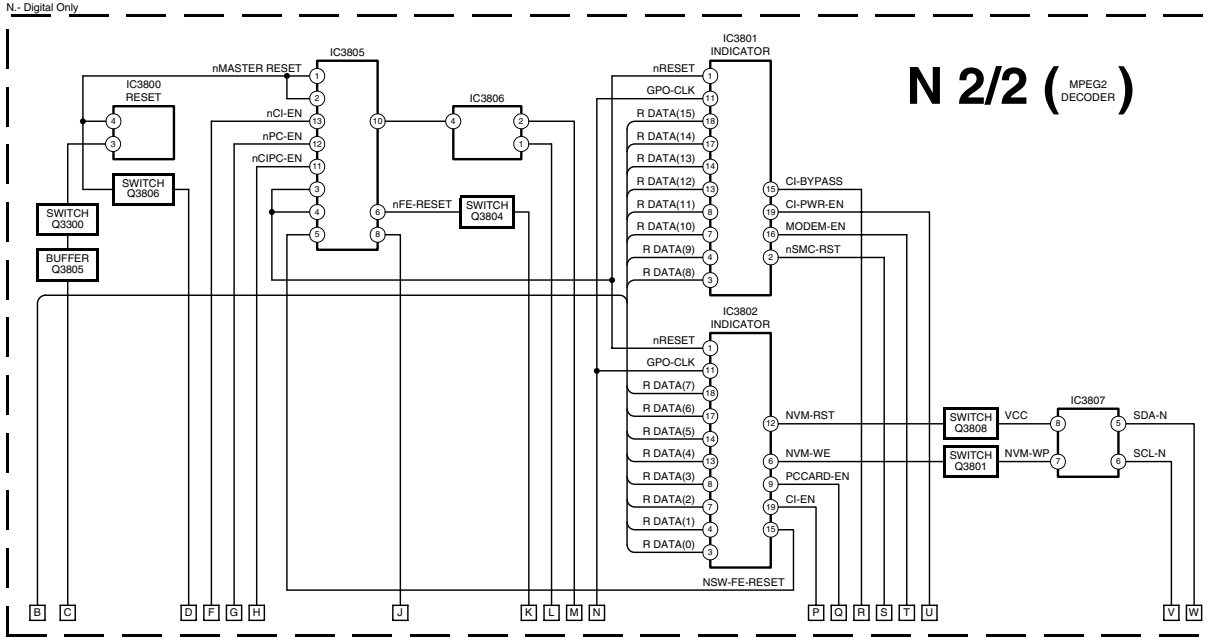 N.- Digital Only
N 2/2 (MPEG2 DECODER)
IC3800
RESET
4
3
SWITCH
Q3806
SWITCH
Q3300
BUFFER
Q3805
IC3805
nMASTER RESET
1
2
nCI-EN
13
nPC-EN
12
nCIPC-EN
11
3
4
5
10
6
nFE-RESET
8
SWITCH
Q3804
IC3806
4
2
1
IC3801
INDICATOR
nRESET
1
GPO-CLK
11
R DATA(15)
18
R DATA(14)
17
R DATA(13)
14
R DATA(12)
13
R DATA(11)
8
R DATA(10)
7
R DATA(9)
4
R DATA(8)
3
15
CI-BYPASS
19
CI-PWR-EN
16
MODEM-EN
2
nSMC-RST
IC3802
INDICATOR
nRESET
1
GPO-CLK
11
R DATA(7)
18
R DATA(6)
17
R DATA(5)
14
R DATA(4)
13
R DATA(3)
8
R DATA(2)
7
R DATA(1)
4
R DATA(0)
3
12
NVM-RST
6
NVM-WE
9
PCCARD-EN
19
CI-EN
15
NSW-FE-RESET
SWITCH
Q3808
VCC
SWITCH
Q3801
NVM-WP
IC3807
8
7
5
SDA-N
6
SCL-N
B
C
D
F
G
H
J
K
L
M
N
P
Q
R
S
T
U
V
W